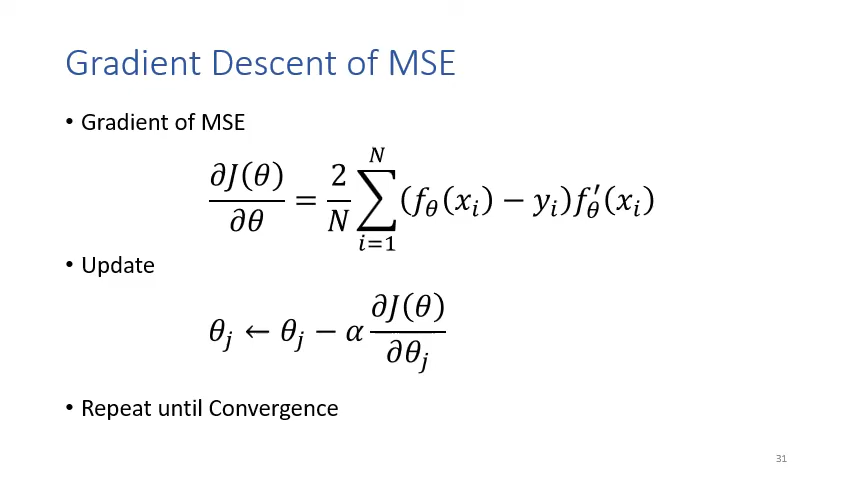 Gradient Descent of MSE
• Gradient of MSE
∂J(θ)/∂θ = 2/N ∑_{i=1}^{N} (f_θ(x_i) − y_i) f_θ′(x_i)
• Update
θ_j ← θ_j − α ∂J(θ)/∂θ_j
• Repeat until Convergence
31